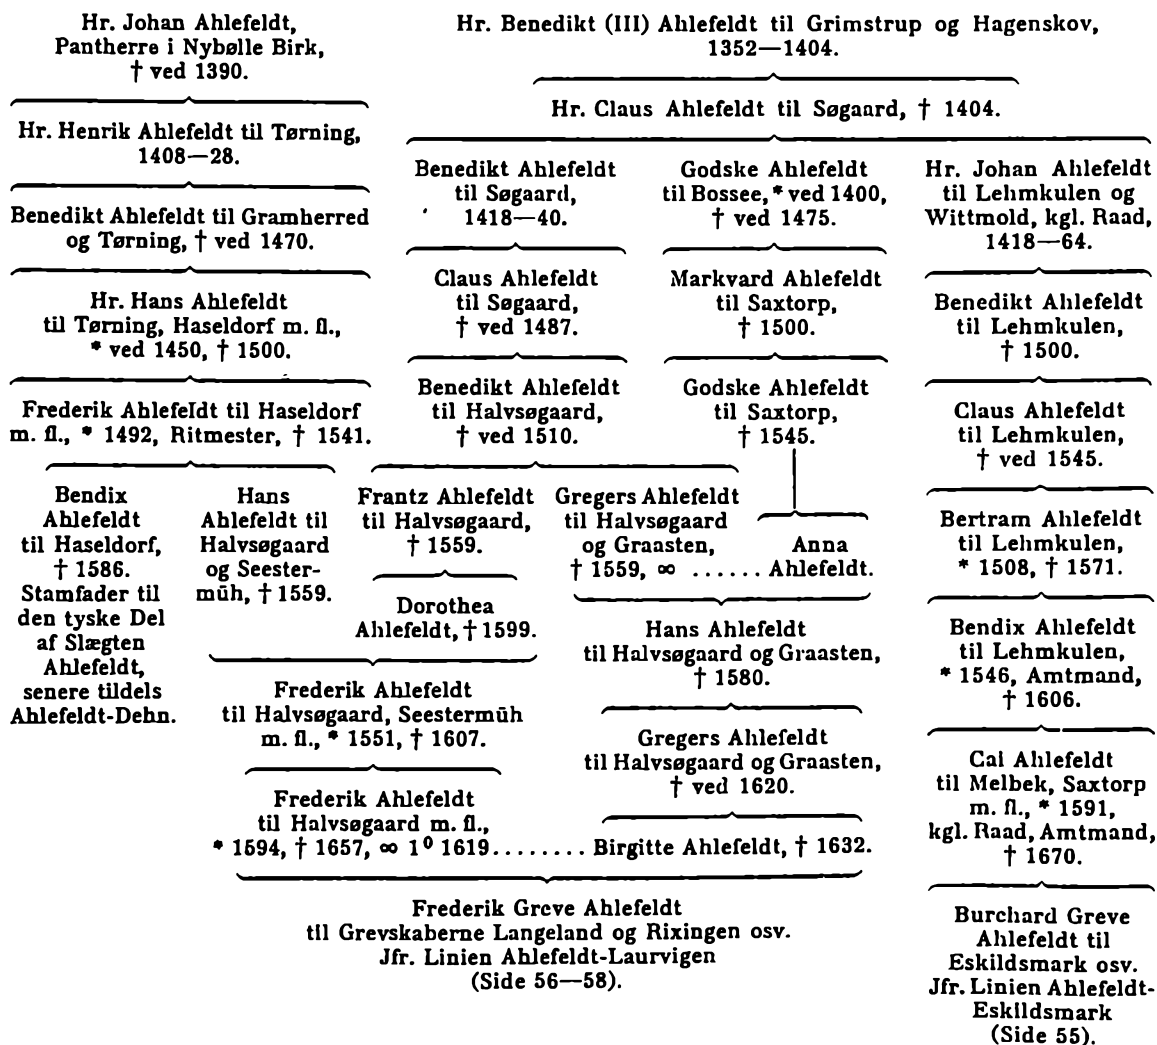 Hr. Johan Ahlefeldt,
Pantherre i Nybølle Birk,
† ved 1390.
Hr. Henrik Ahlefeldt til Tørning,
1408—28.
Benedikt Ahlefeldt til Gramherred
og Tørning, † ved 1470.
Hr. Hans Ahlefeldt
til Tørning, Haseldorf m. fl.,
* ved 1450, † 1500.
Frederik Ahlefeldt til Haseldorf
m. fl., * 1492, Ritmester, † 1541.
Bendix
Ahlefeldt
til Haseldorf,
† 1586.
Stamfader til
den tyske Del
af Slægten
Ahlefeldt,
senere tildels
Ahlefeldt-Dehn.
Hans
Ahlefeldt til
Halvsøgaard
og Seester-
müh, † 1559.
Hr. Benedikt (III) Ahlefeldt til Grimstrup og Hagenskov,
1352—1404.
Hr. Claus Ahlefeldt til Søgaard, † 1404.
Benedikt Ahlefeldt
til Søgaard,
1418—40.
Claus Ahlefeldt
til Søgaard,
† ved 1487.
Benedikt Ahlefeldt
til Halvsøgaard,
† ved 1510.
Frantz Ahlefeldt
til Halvsøgaard,
† 1559.
Dorothea
Ahlefeldt, † 1599.
Frederik Ahlefeldt
til Halvsøgaard, Seestermüh
m. fl., * 1551, † 1607.
Godske Ahlefeldt
til Bossee, * ved 1400,
† ved 1475.
Markvard Ahlefeldt
til Saxtorp,
† 1500.
Godske Ahlefeldt
til Saxtorp,
† 1545.
Gregers Ahlefeldt
til Halvsøgaard
og Graasten,
† 1559, ∞ ...... Anna
Ahlefeldt.
Hans Ahlefeldt
til Halvsøgaard og Graasten,
† 1580.
Gregers Ahlefeldt
til Halvsøgaard og Graasten,
† ved 1620.
Frederik Ahlefeldt
til Halvsøgaard m. fl.,
* 1594, † 1657, ∞ 1⁰ 1619........ Birgitte Ahlefeldt, † 1632.
Frederik Greve Ahlefeldt
til Grevskaberne Langeland og Rixingen osv.
Jfr. Linien Ahlefeldt-Laurvigen
(Side 56—58).
Hr. Johan Ahlefeldt
til Lehmkulen og
Wittmold, kgl. Raad,
1418—64.
Benedikt Ahlefeldt
til Lehmkulen,
† 1500.
Claus Ahlefeldt
til Lehmkulen,
† ved 1545.
Bertram Ahlefeldt
til Lehmkulen,
* 1508, † 1571.
Bendix Ahlefeldt
til Lehmkulen,
* 1546, Amtmand,
† 1606.
Cai Ahlefeldt
til Melbek, Saxtorp
m. fl., * 1591,
kgl. Raad, Amtmand,
† 1670.
Burchard Greve
Ahlefeldt til
Eskildsmark osv.
Jfr. Linien Ahlefeldt-
Eskildsmark
(Side 55).